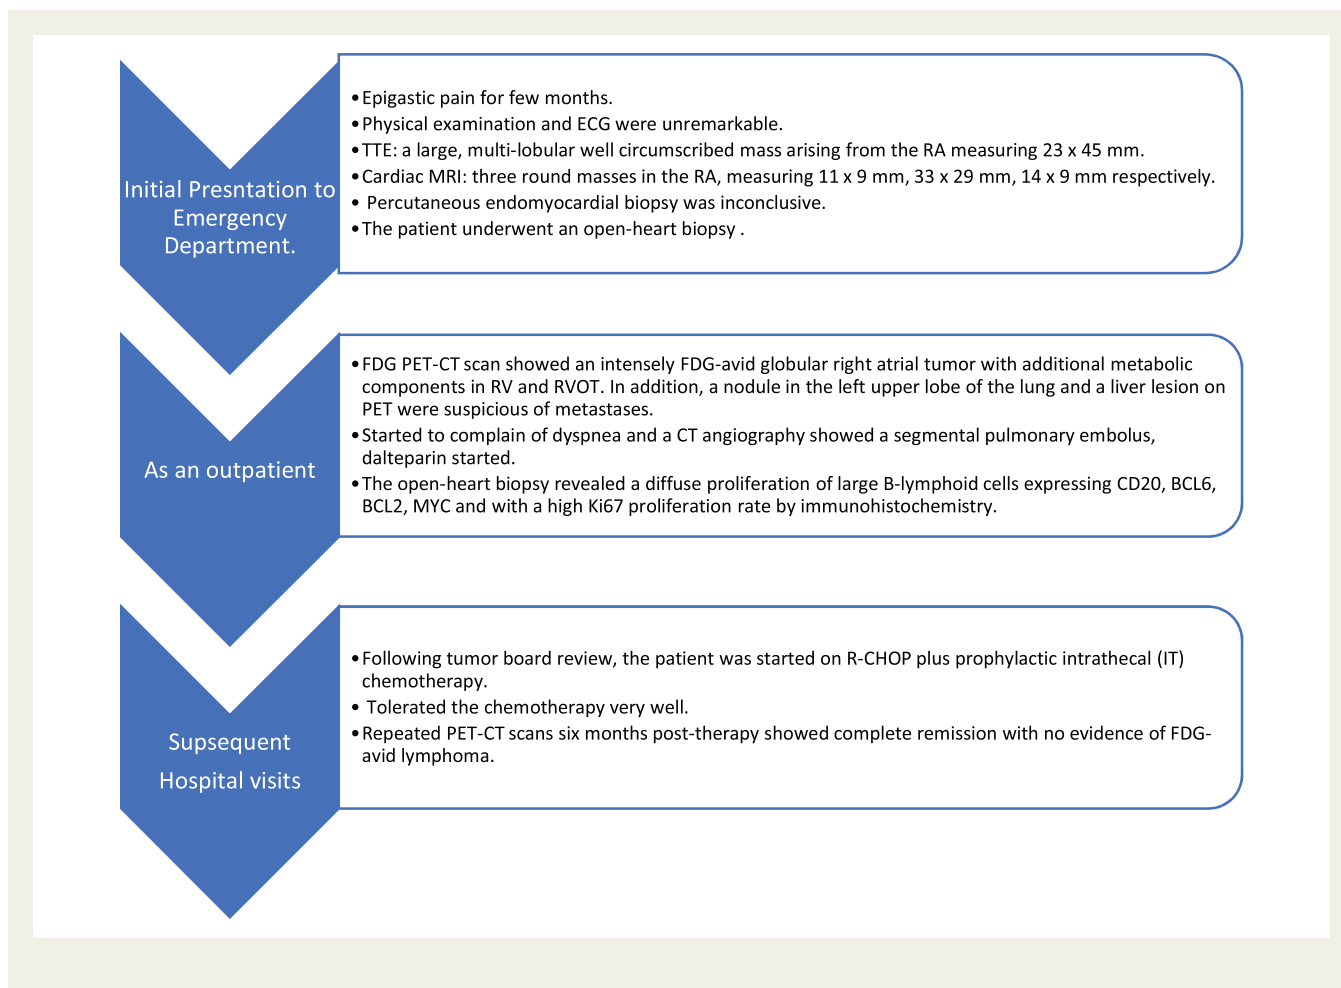 Initial Presntation to
Emergency
Department.
•Epigastic pain for few months.
•Physical examination and ECG were unremarkable.
•TTE: a large, multi-lobular well circumscribed mass arising from the RA measuring 23 x 45 mm.
•Cardiac MRI: three round masses in the RA, measuring 11 x 9 mm, 33 x 29 mm, 14 x 9 mm respectively.
• Percutaneous endomyocardial biopsy was inconclusive.
•The patient underwent an open-heart biopsy .
As an outpatient
•FDG PET-CT scan showed an intensely FDG-avid globular right atrial tumor with additional metabolic
components in RV and RVOT. In addition, a nodule in the left upper lobe of the lung and a liver lesion on
PET were suspicious of metastases.
•Started to complain of dyspnea and a CT angiography showed a segmental pulmonary embolus,
dalteparin started.
•The open-heart biopsy revealed a diffuse proliferation of large B-lymphoid cells expressing CD20, BCL6,
BCL2, MYC and with a high Ki67 proliferation rate by immunohistochemistry.
Supsequent
Hospital visits
•Following tumor board review, the patient was started on R-CHOP plus prophylactic intrathecal (IT)
chemotherapy.
• Tolerated the chemotherapy very well.
•Repeated PET-CT scans six months post-therapy showed complete remission with no evidence of FDG-
avid lymphoma.